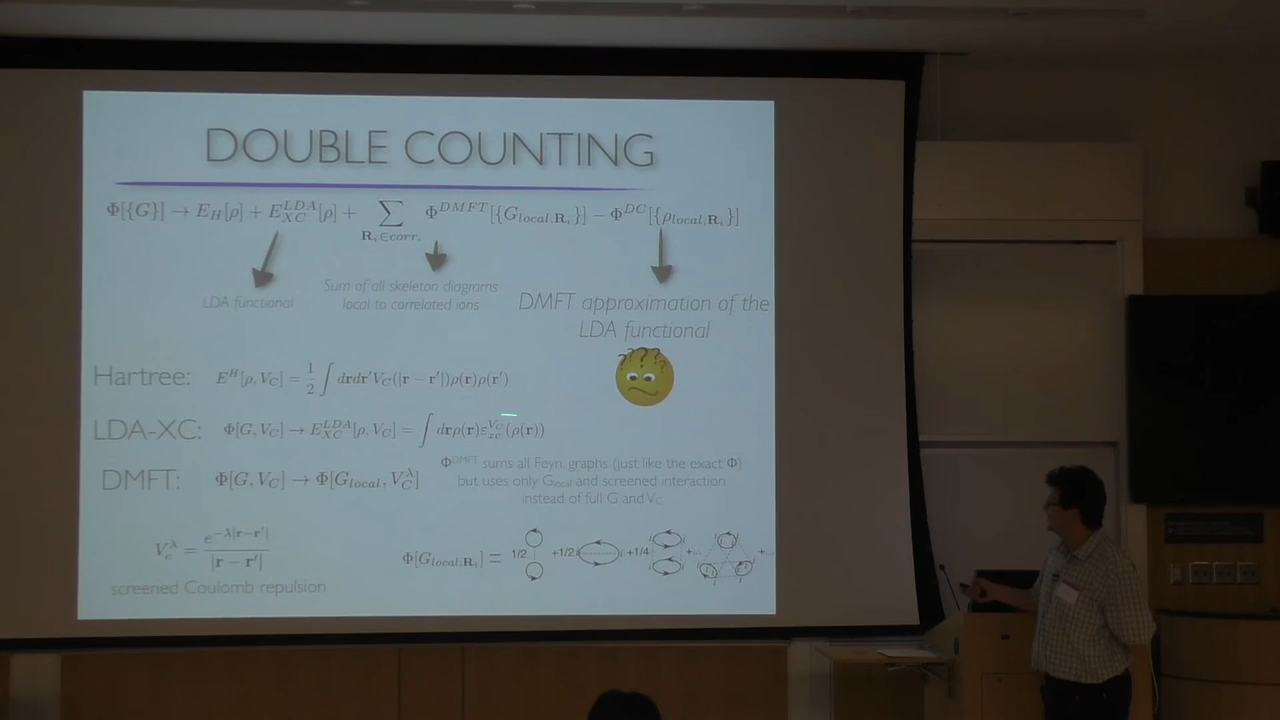 DOUBLE COUNTING
Φ[{G}] → E_H[ρ] + E_XC^LDA[ρ] + ∑_{R_i∈corr.} Φ^DMFT[{G_local,R_i}] − Φ^DC[{ρ_local,R_i}]
LDA functional
Sum of all skeleton diagrams
local to correlated ions
DMFT approximation of the
LDA functional
????
Hartree: E^H[ρ, V_C] = 1/2 ∫ drdr′V_C(|r − r′|)ρ(r)ρ(r′)
LDA-XC: Φ[G, V_C] → E_XC^LDA[ρ, V_C] = ∫ drρ(r)ε_xc^{V_C}(ρ(r))
DMFT: Φ[G, V_C] → Φ[G_local, V_C^λ]
Φ^DMFT sums all Feyn. graphs (just like the exact Φ)
but uses only G_local and screened interaction
instead of full G and V_C
V_c^λ = e^{−λ|r−r′|} / |r − r′|
screened Coulomb repulsion
Φ[G_local,R_i] = 1/2 +1/2 +1/4 +... +...